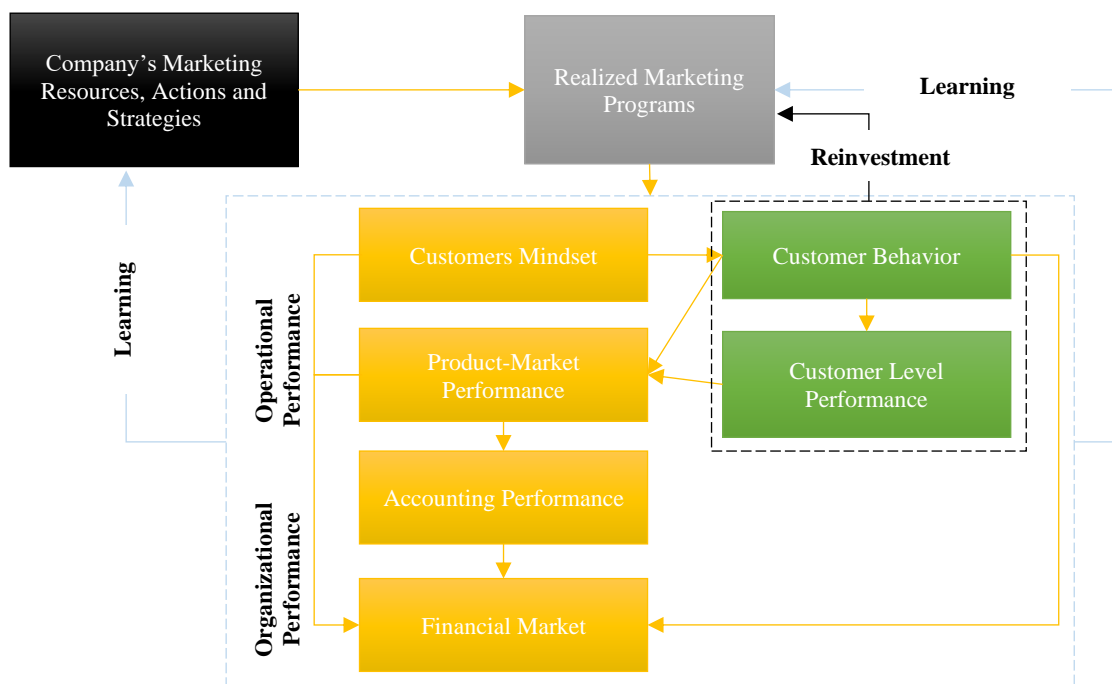 Company’s Marketing
Resources, Actions and
Strategies
Realized Marketing
Programs
Learning
Reinvestment
Customers Mindset
Customer Behavior
Learning
Operational
Performance
Product-Market
Performance
Customer Level
Performance
Accounting Performance
Organizational
Performance
Financial Market